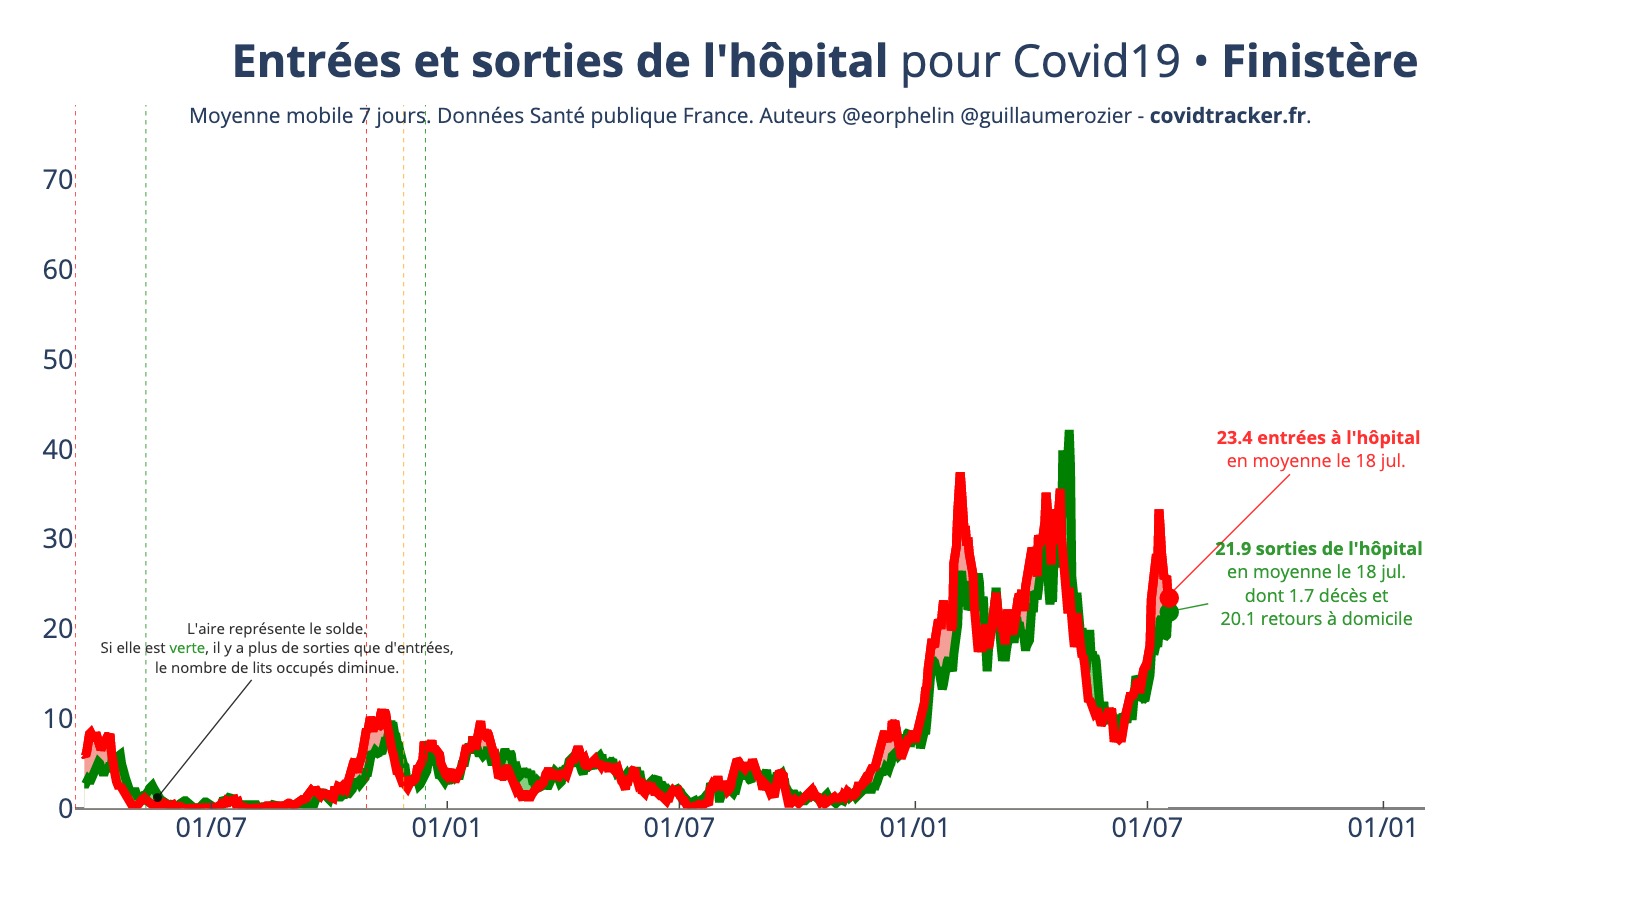 Entrées et sorties de l'hôpital pour Covid19 • Finistère
Moyenne mobile 7 jours. Données Santé publique France. Auteurs @eorphelin @guillaumerozier - covidtracker.fr.
70
60
50
40
30
20
10
0
23.4 entrées à l'hôpital
en moyenne le 18 jul.
21.9 sorties de l'hôpital
en moyenne le 18 jul.
dont 1.7 décès et
20.1 retours à domicile
L'aire représente le solde.
Si elle est verte, il y a plus de sorties que d'entrées,
le nombre de lits occupés diminue.
01/07
01/01
01/07
01/01
01/07
01/01